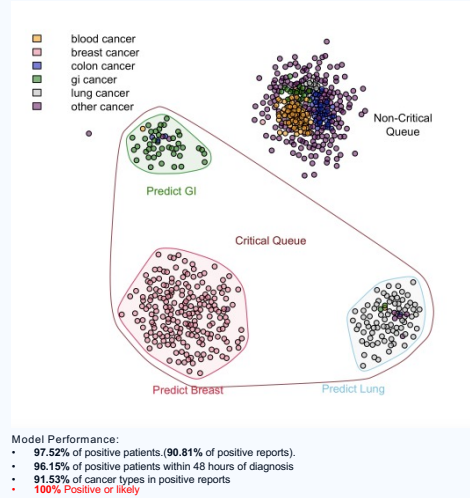 blood cancer
breast cancer
colon cancer
gi cancer
lung cancer
other cancer
Non-Critical
Queue
Predict GI
Critical Queue
Predict Breast
Predict Lung
Model Performance:
• 97.52% of positive patients.(90.81% of positive reports).
• 96.15% of positive patients within 48 hours of diagnosis
• 91.53% of cancer types in positive reports
• 100% Positive or likely